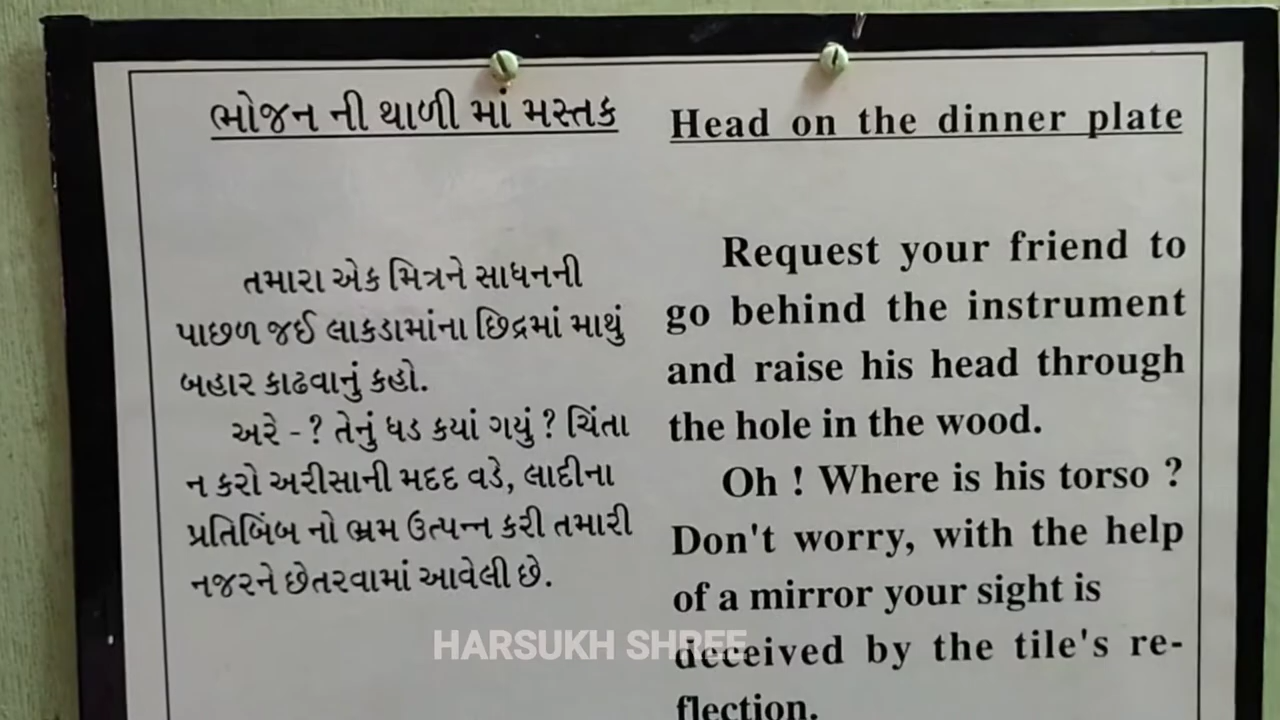 ભોજન ની થાળી માં મસ્તક
તમારા એક મિત્રને સાધનની
પાછળ જઈ લાકડામાંના છિદ્રમાં માથું
બહાર કાઢવાનું કહો.
અરે - ? તેનું ધડ કયાં ગયું ? ચિંતા
ન કરો અરીસાની મદદ વડે, લાદીના
પ્રતિબિંબ નો ભ્રમ ઉત્પન્ન કરી તમારી
નજરને છેતરવામાં આવેલી છે.
Head on the dinner plate
Request your friend to
go behind the instrument
and raise his head through
the hole in the wood.
Oh ! Where is his torso ?
Don't worry, with the help
of a mirror your sight is
deceived by the tile's re-
flection.
HARSUKH SHREE